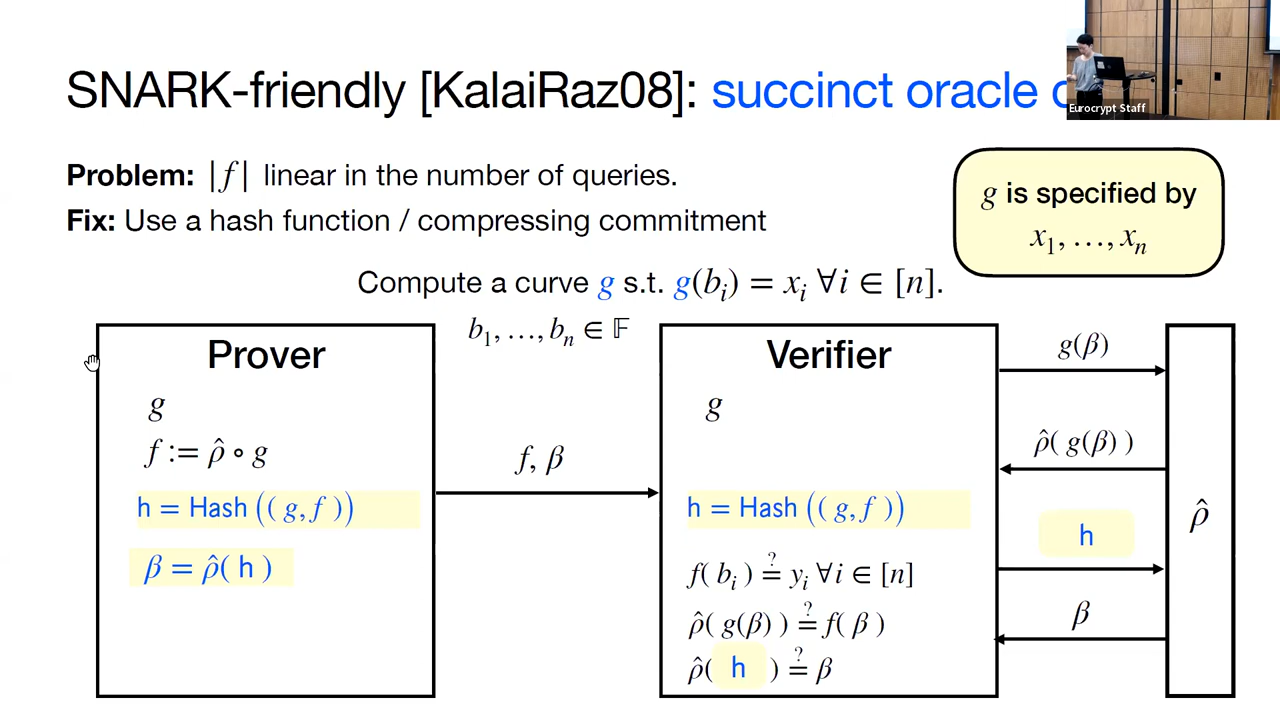 SNARK-friendly [KalaiRaz08]: succinct oracle
Eurocrypt Staff
Problem: |f| linear in the number of queries.
Fix: Use a hash function / compressing commitment
g is specified by
x₁, …, xₙ
Compute a curve g s.t. g(bᵢ) = xᵢ ∀i ∈ [n].
b₁, …, bₙ ∈ 𝔽
Prover
g
f := ρ̂ ∘ g
h = Hash (( g, f ))
β = ρ̂( h )
f, β
Verifier
g
h = Hash (( g, f ))
f( bᵢ ) ≟ yᵢ ∀i ∈ [n]
ρ̂( g(β) ) ≟ f( β )
ρ̂( h ) ≟ β
g(β)
ρ̂( g(β) )
h
β
ρ̂